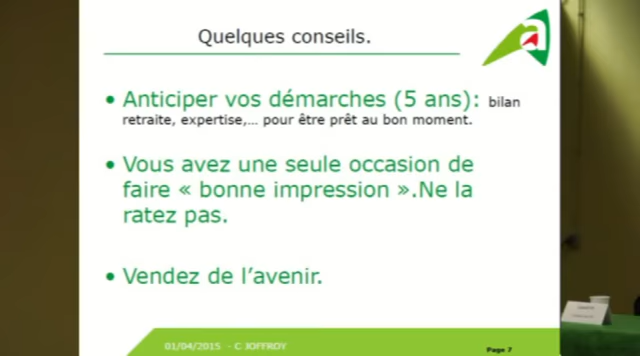 Quelques conseils.
• Anticiper vos démarches (5 ans): bilan
retraite, expertise,... pour être prêt au bon moment.
• Vous avez une seule occasion de
faire « bonne impression ».Ne la
ratez pas.
• Vendez de l'avenir.
01/04/2015 - C JOFFROY
Page 7